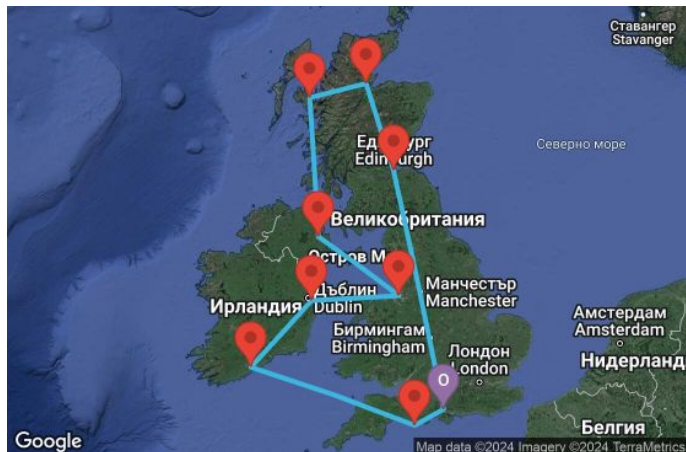 Ставангер
Stavanger
Северно море
Edinburgh
Великобритания
Остров М
Дъблин
Dublin
Ирландия
Манчестър
Manchester
Бирмингам
Birmingham
Лондон
London
Амстердам
Amsterdam
Нидерланд
Белгия
O
Google
Map data ©2024 Imagery ©2024 TerraMetrics